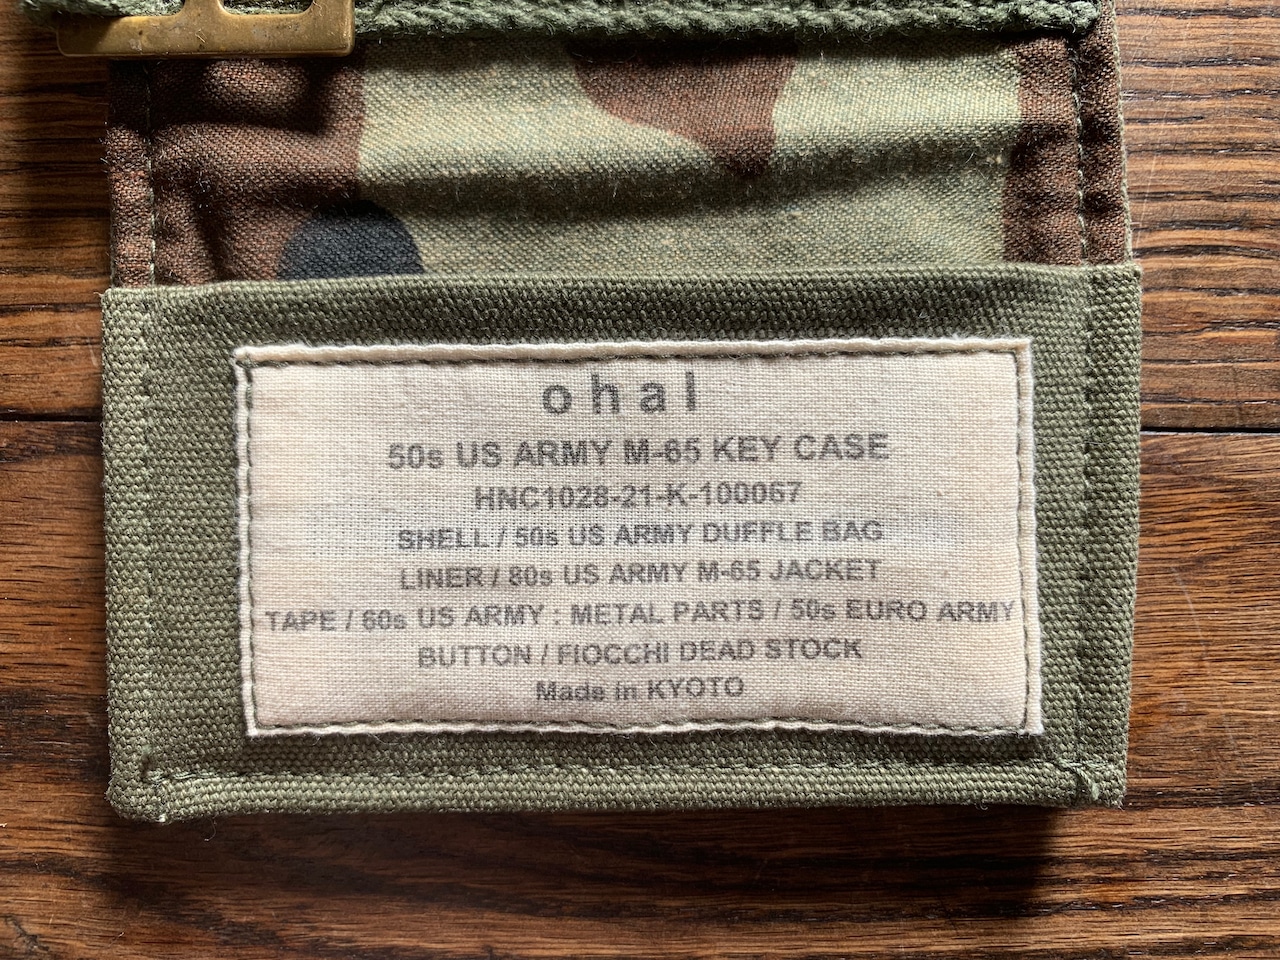 ohal
50s US ARMY M-65 KEY CASE
HNC1028-21-K-100067
SHELL / 50s US ARMY DUFFLE BAG
LINER / 80s US ARMY M-65 JACKET
TAPE / 60s US ARMY : METAL PARTS / 50s EURO ARMY
BUTTON / FIOCCHI DEAD STOCK
Made in KYOTO